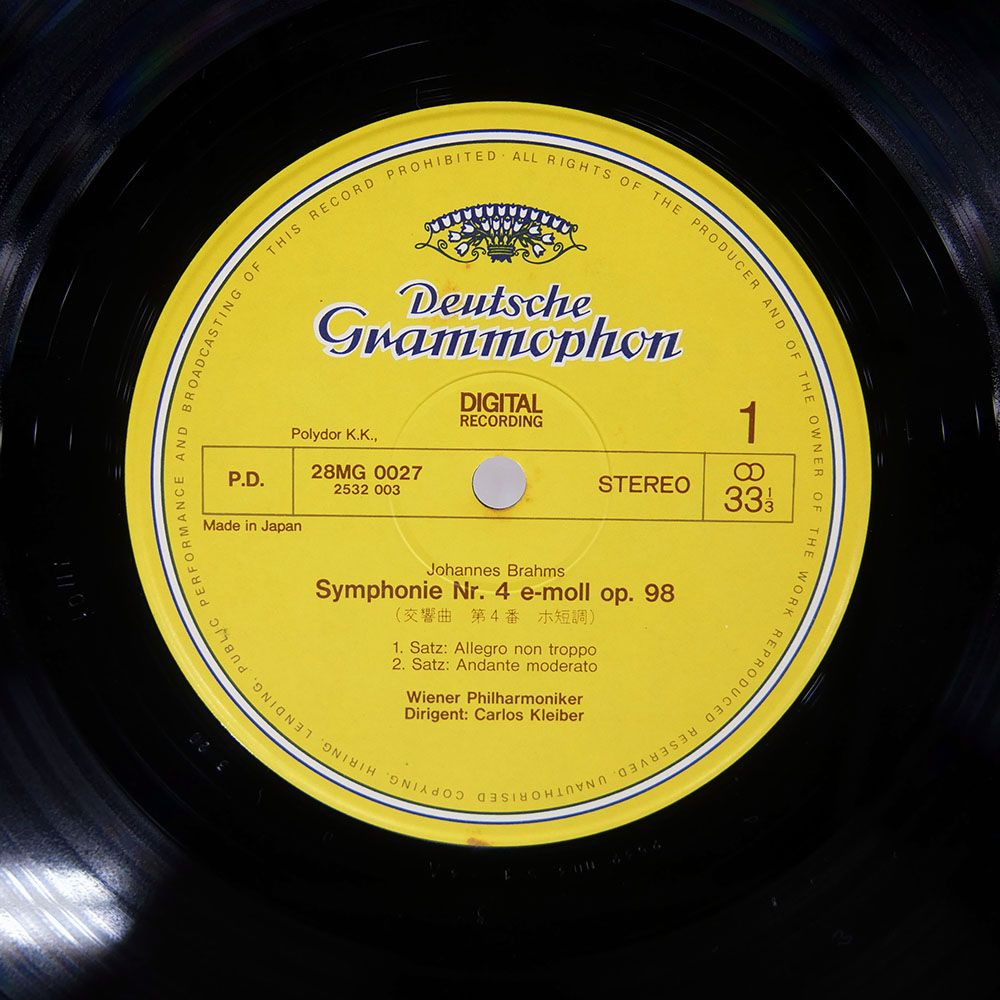 PUBLIC PERFORMANCE AND BROADCASTING OF THIS RECORD PROHIBITED · ALL RIGHTS OF THE PRODUCER AND OF THE OWNER OF THE WORK REPRODUCED RESERVED. UNAUTHORISED COPYING, HIRING, LENDING,
Deutsche
Grammophon
DIGITAL
RECORDING
1
Polydor K.K.,
P.D.
28MG 0027
2532 003
STEREO
33 1/3
Made in Japan
Johannes Brahms
Symphonie Nr. 4 e-moll op. 98
(交響曲 第4番 ホ短調)
1. Satz: Allegro non troppo
2. Satz: Andante moderato
Wiener Philharmoniker
Dirigent: Carlos Kleiber